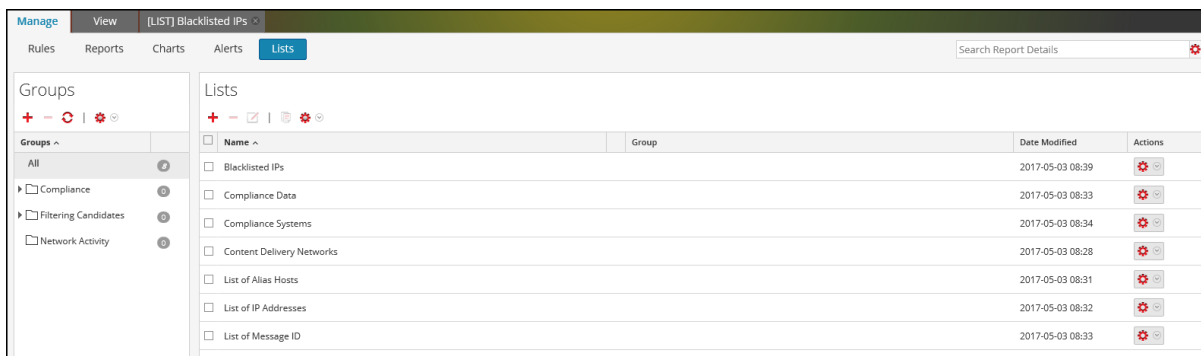 Manage View [LIST] Blacklisted IPs
Rules Reports Charts Alerts Lists
Search Report Details
Groups
Groups
All 8
Compliance 0
Filtering Candidates 0
Network Activity 0
Lists
Name Group Date Modified Actions
Blacklisted IPs 2017-05-03 08:39
Compliance Data 2017-05-03 08:33
Compliance Systems 2017-05-03 08:34
Content Delivery Networks 2017-05-03 08:28
List of Alias Hosts 2017-05-03 08:31
List of IP Addresses 2017-05-03 08:32
List of Message ID 2017-05-03 08:33